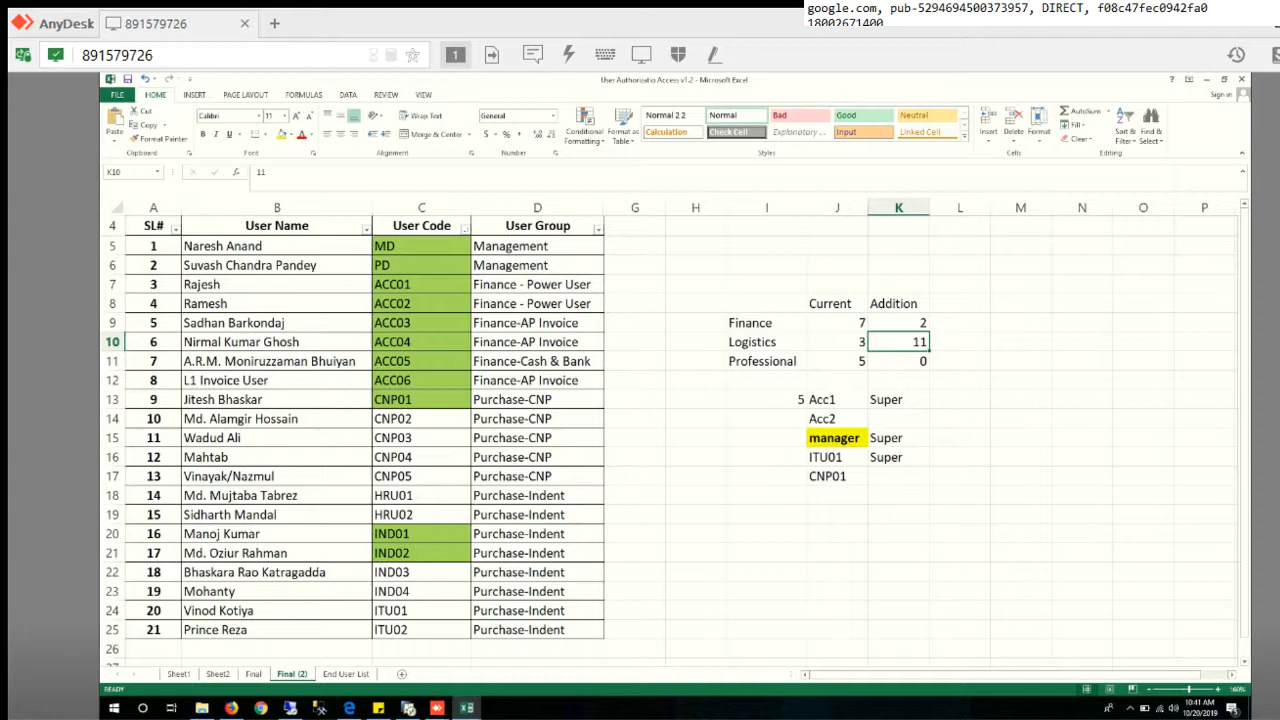 google.com, pub-5294694500373957, DIRECT, f08c47fec0942fa0
18002671400
AnyDesk 891579726
891579726 1
User Authorizatio Access v1.2 - Microsoft Excel
FILE HOME INSERT PAGE LAYOUT FORMULAS DATA REVIEW VIEW Sign in
Paste Cut Copy Format Painter Clipboard
Calibri 11 B I U Font
Wrap Text Merge & Center Alignment
General $ % Number
Conditional Formatting Format as Table
Normal 2 2 Normal Bad Good Neutral
Calculation Check Cell Explanatory ... Input Linked Cell
Styles
Insert Delete Format Cells
AutoSum Fill Clear Sort & Filter Find & Select Editing
K10 11
A B C D G H I J K L M N O P
4 SL# User Name User Code User Group
5 1 Naresh Anand MD Management
6 2 Suvash Chandra Pandey PD Management
7 3 Rajesh ACC01 Finance - Power User
8 4 Ramesh ACC02 Finance - Power User Current Addition
9 5 Sadhan Barkondaj ACC03 Finance-AP Invoice Finance 7 2
10 6 Nirmal Kumar Ghosh ACC04 Finance-AP Invoice Logistics 3 11
11 7 A.R.M. Moniruzzaman Bhuiyan ACC05 Finance-Cash & Bank Professional 5 0
12 8 L1 Invoice User ACC06 Finance-AP Invoice
13 9 Jitesh Bhaskar CNP01 Purchase-CNP 5 Acc1 Super
14 10 Md. Alamgir Hossain CNP02 Purchase-CNP Acc2
15 11 Wadud Ali CNP03 Purchase-CNP manager Super
16 12 Mahtab CNP04 Purchase-CNP ITU01 Super
17 13 Vinayak/Nazmul CNP05 Purchase-CNP CNP01
18 14 Md. Mujtaba Tabrez HRU01 Purchase-Indent
19 15 Sidharth Mandal HRU02 Purchase-Indent
20 16 Manoj Kumar IND01 Purchase-Indent
21 17 Md. Oziur Rahman IND02 Purchase-Indent
22 18 Bhaskara Rao Katragadda IND03 Purchase-Indent
23 19 Mohanty IND04 Purchase-Indent
24 20 Vinod Kotiya ITU01 Purchase-Indent
25 21 Prince Reza ITU02 Purchase-Indent
26
Sheet1 Sheet2 Final Final (2) End User List
READY 160%
10:41 AM
10/20/2019